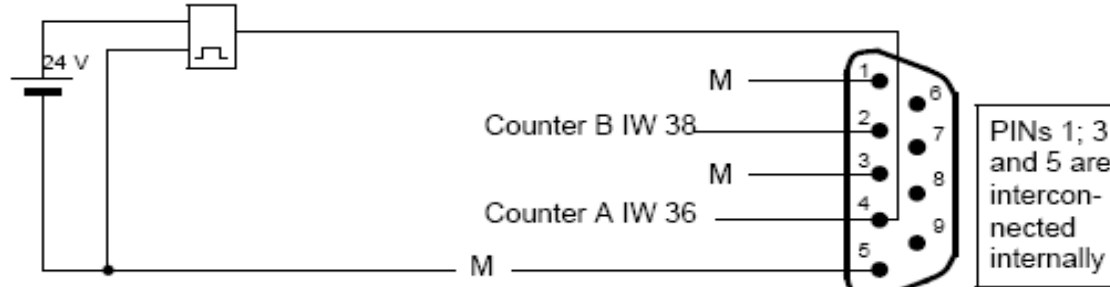 24 V
M
Counter B IW 38
M
Counter A IW 36
M
1
2
3
4
5
6
7
8
9
PINs 1; 3
and 5 are
intercon-
nected
internally